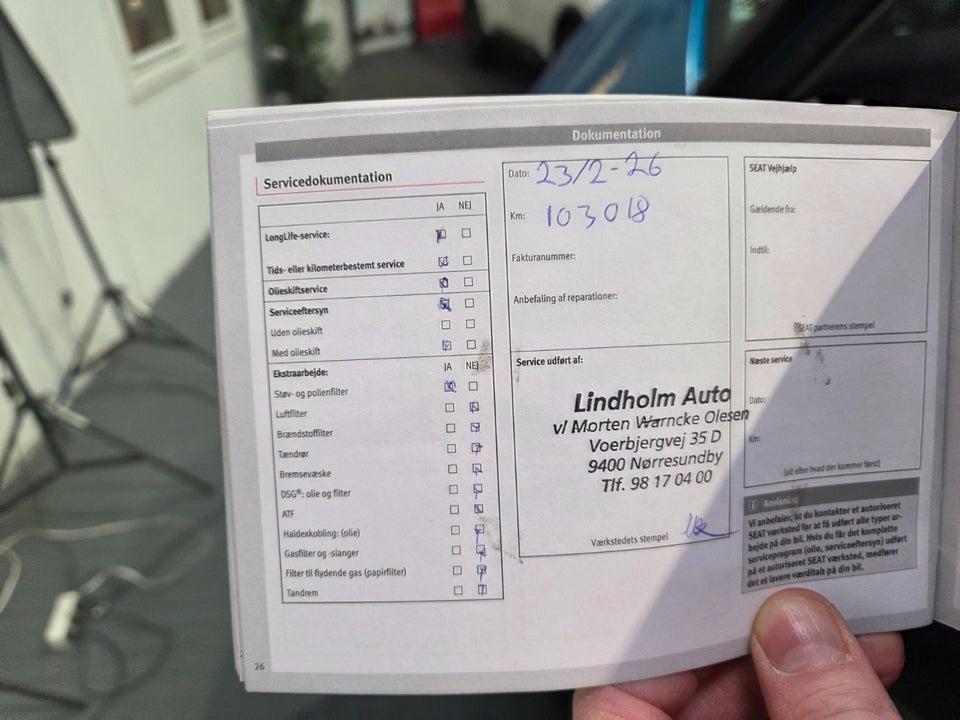 Dokumentation
Servicedokumentation
JA NEJ
LongLife-service:
Tids- eller kilometerbestemt service
Olieskiftservice
Serviceeftersyn
Uden olieskift
Med olieskift
Ekstraarbejde: JA NEJ
Støv- og pollenfilter
Luftfilter
Brændstoffilter
Tændrør
Bremsevæske
DSG®: olie og filter
ATF
Haldexkobling: (olie)
Gasfilter og -slanger
Filter til flydende gas (papirfilter)
Tandrem
26
Dato: 23/2-26
Km: 103018
Fakturanummer:
Anbefaling af reparationer:
Service udført af:
Lindholm Auto
v/ Morten Warncke Olesen
Voerbjergvej 35 D
9400 Nørresundby
Tlf. 98 17 04 00
Værkstedets stempel
SEAT Vejhjælp
Gældende fra:
Indtil:
SEAT partnerens stempel
Næste service
Dato:
Km:
(alt efter hvad der kommer først)
i Anvisning
Vi anbefaler, at du kontakter et autoriseret
SEAT værksted for at få udført alle typer ar-
bejde på din bil. Hvis du får det komplette
serviceprogram (olie, serviceeftersyn) udført
på et autoriseret SEAT værksted, medfører
det et lavere værditab på din bil.